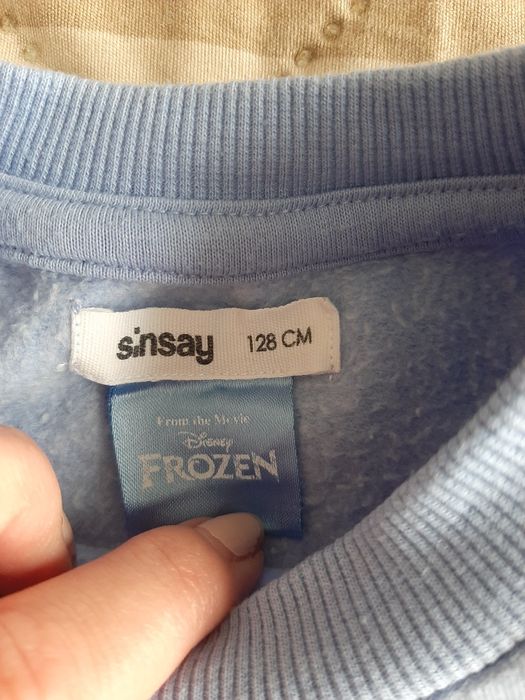 sinsay 128 CM
From the Movie
Disney
FROZEN